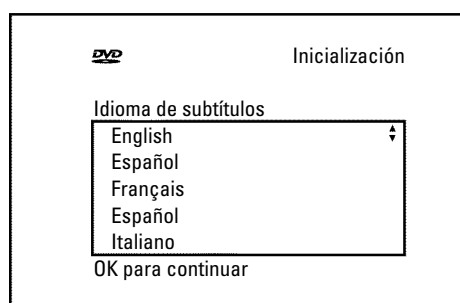 DVD Inicialización
Idioma de subtítulos
English
Español
Français
Español
Italiano
OK para continuar